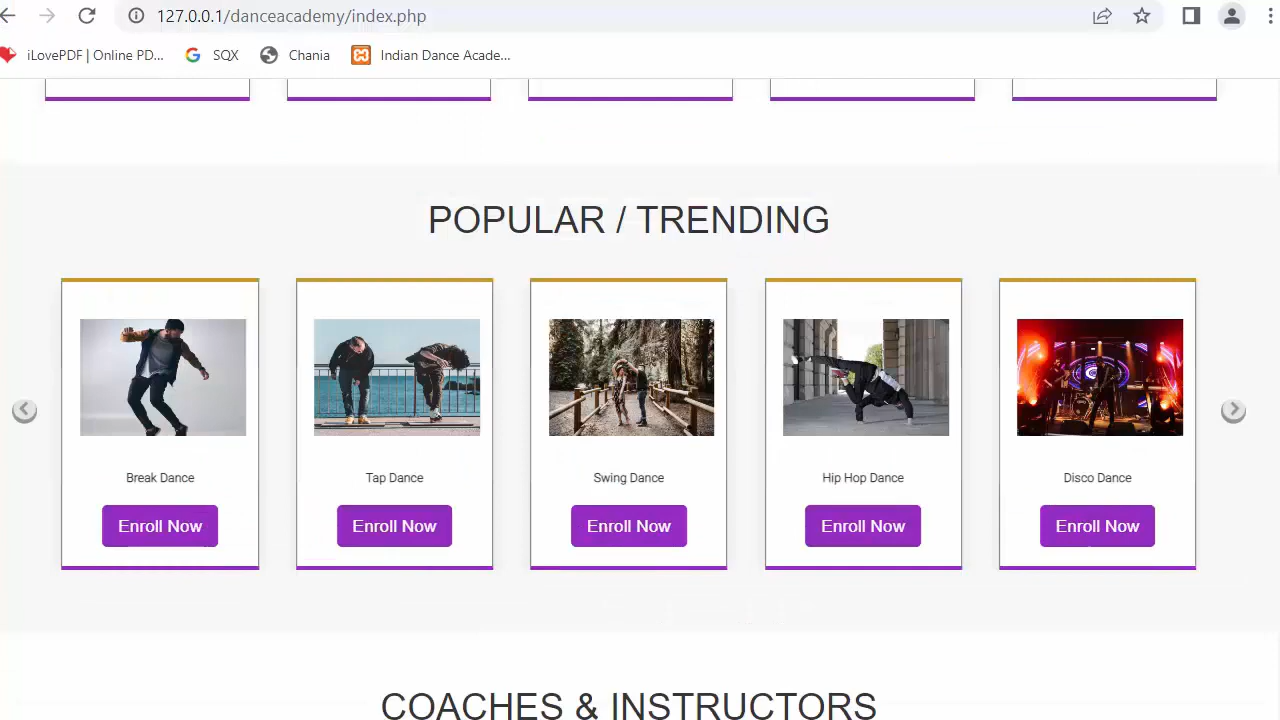 127.0.0.1/danceacademy/index.php
iLovePDF | Online PD... SQX Chania Indian Dance Acade...
POPULAR / TRENDING
Break Dance Tap Dance Swing Dance Hip Hop Dance Disco Dance
Enroll Now Enroll Now Enroll Now Enroll Now Enroll Now
COACHES & INSTRUCTORS